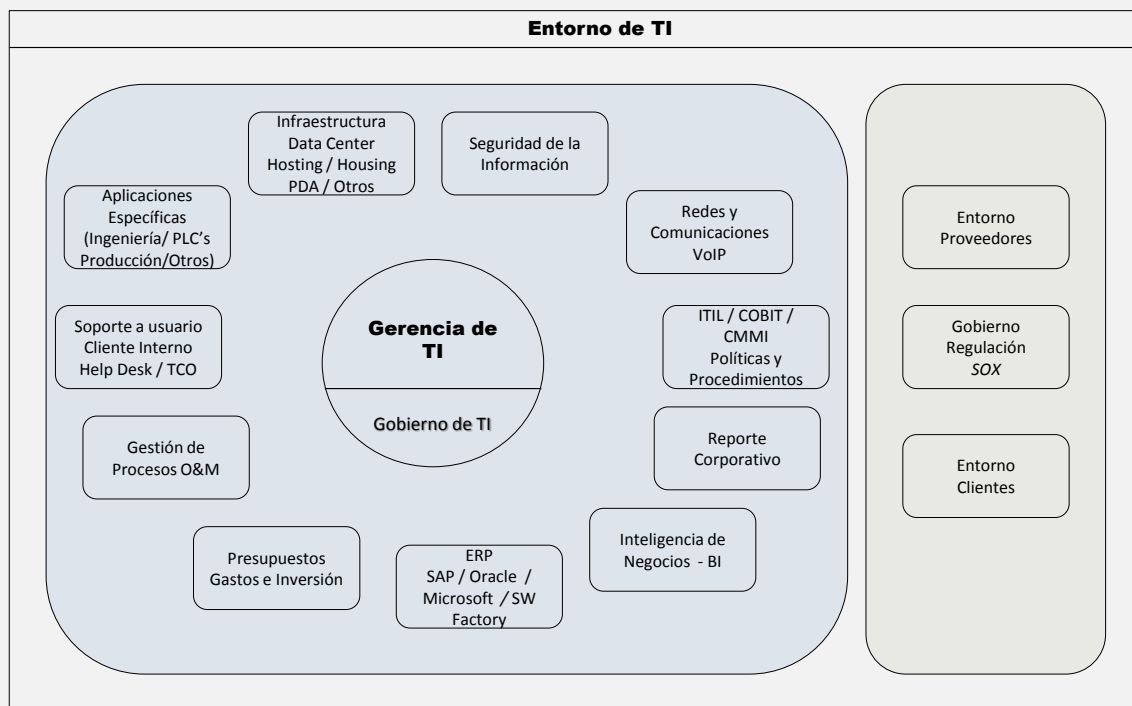 Entorno de TI
Infraestructura
Data Center
Hosting / Housing
PDA / Otros
Seguridad de la
Información
Aplicaciones
Específicas
(Ingeniería/ PLC's
Producción/Otros)
Redes y
Comunicaciones
VoIP
Soporte a usuario
Cliente Interno
Help Desk / TCO
Gerencia de
TI
Gobierno de TI
ITIL / COBIT /
CMMI
Políticas y
Procedimientos
Gestión de
Procesos O&M
Reporte
Corporativo
Presupuestos
Gastos e Inversión
ERP
SAP / Oracle /
Microsoft / SW
Factory
Inteligencia de
Negocios - BI
Entorno
Proveedores
Gobierno
Regulación
SOX
Entorno
Clientes